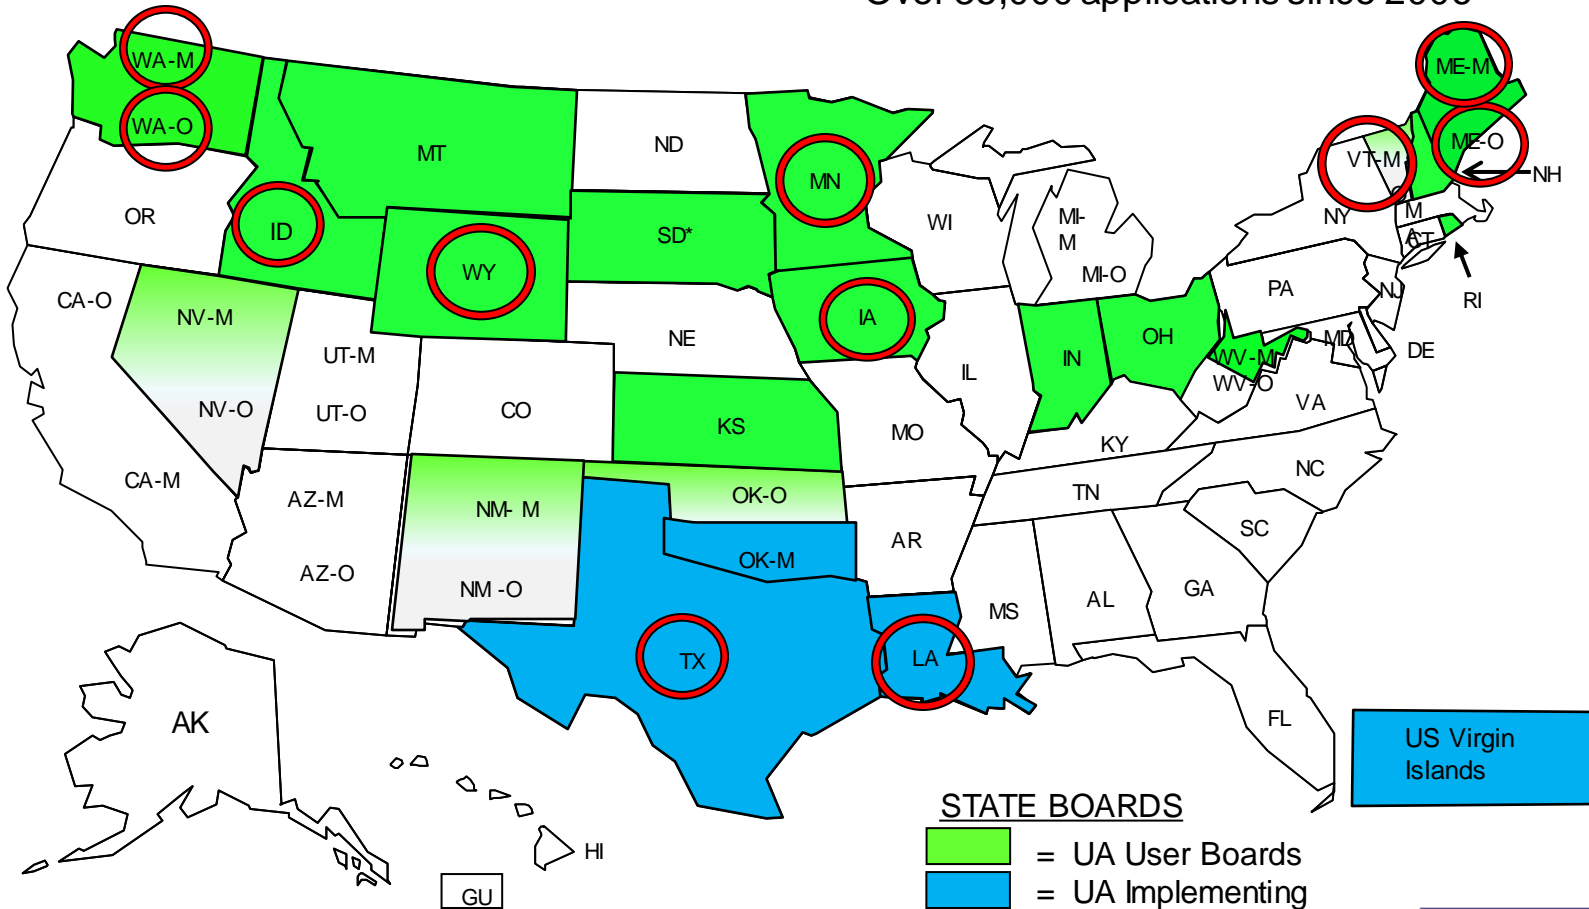 WA-M
ME-M
WA-O
ME-O
ND
MT
VT-M
NH
MN
OR
WI
MI-
M
NY
M
A
CT
ID
SD*
WY
MI-O
PA
NJ
RI
CA-O
NV-M
IA
NE
UT-M
OH
MD
DE
IN
WV-M
IL
WV-O
NV-O
UT-O
CO
VA
KS
MO
KY
CA-M
NC
AZ-M
NM- M
OK-O
TN
SC
AR
OK-M
AZ-O
NM -O
GA
AL
MS
TX
LA
AK
FL
US Virgin
Islands
STATE BOARDS
= UA User Boards
= UA Implementing
HI
GU